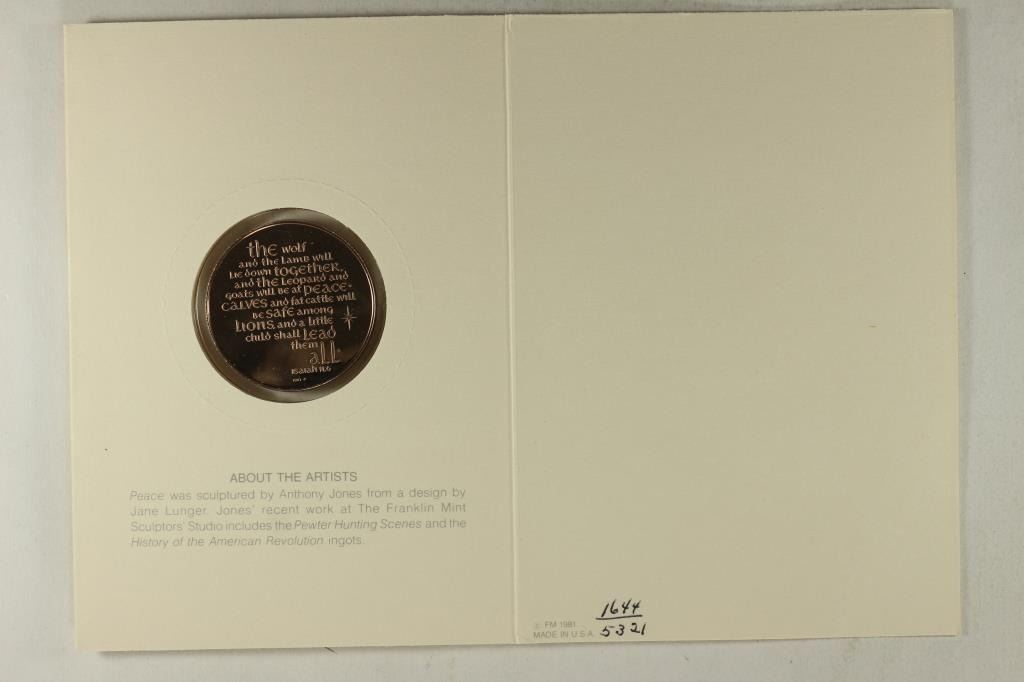 the wolf
and the Lamb will
lie down together,
and the Leopard and
goats will be at peace.
calves and fat cattle will
be safe among
lions and a little
child shall lead
them
all
isaiah 11.6
ABOUT THE ARTISTS
Peace was sculptured by Anthony Jones from a design by
Jane Lunger. Jones' recent work at The Franklin Mint
Sculptors' Studio includes the Pewter Hunting Scenes and the
History of the American Revolution ingots.
© FM 1981
MADE IN U.S.A.
1644
5321